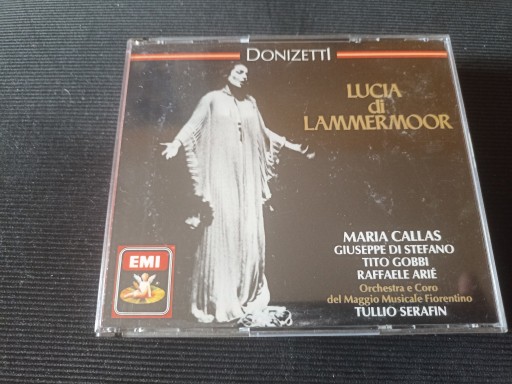 DONIZETTI
LUCIA
di
LAMMERMOOR
MARIA CALLAS
GIUSEPPE DI STEFANO
TITO GOBBI
RAFFAELE ARIÉ
Orchestra e Coro
del Maggio Musicale Fiorentino
TULLIO SERAFIN
EMI